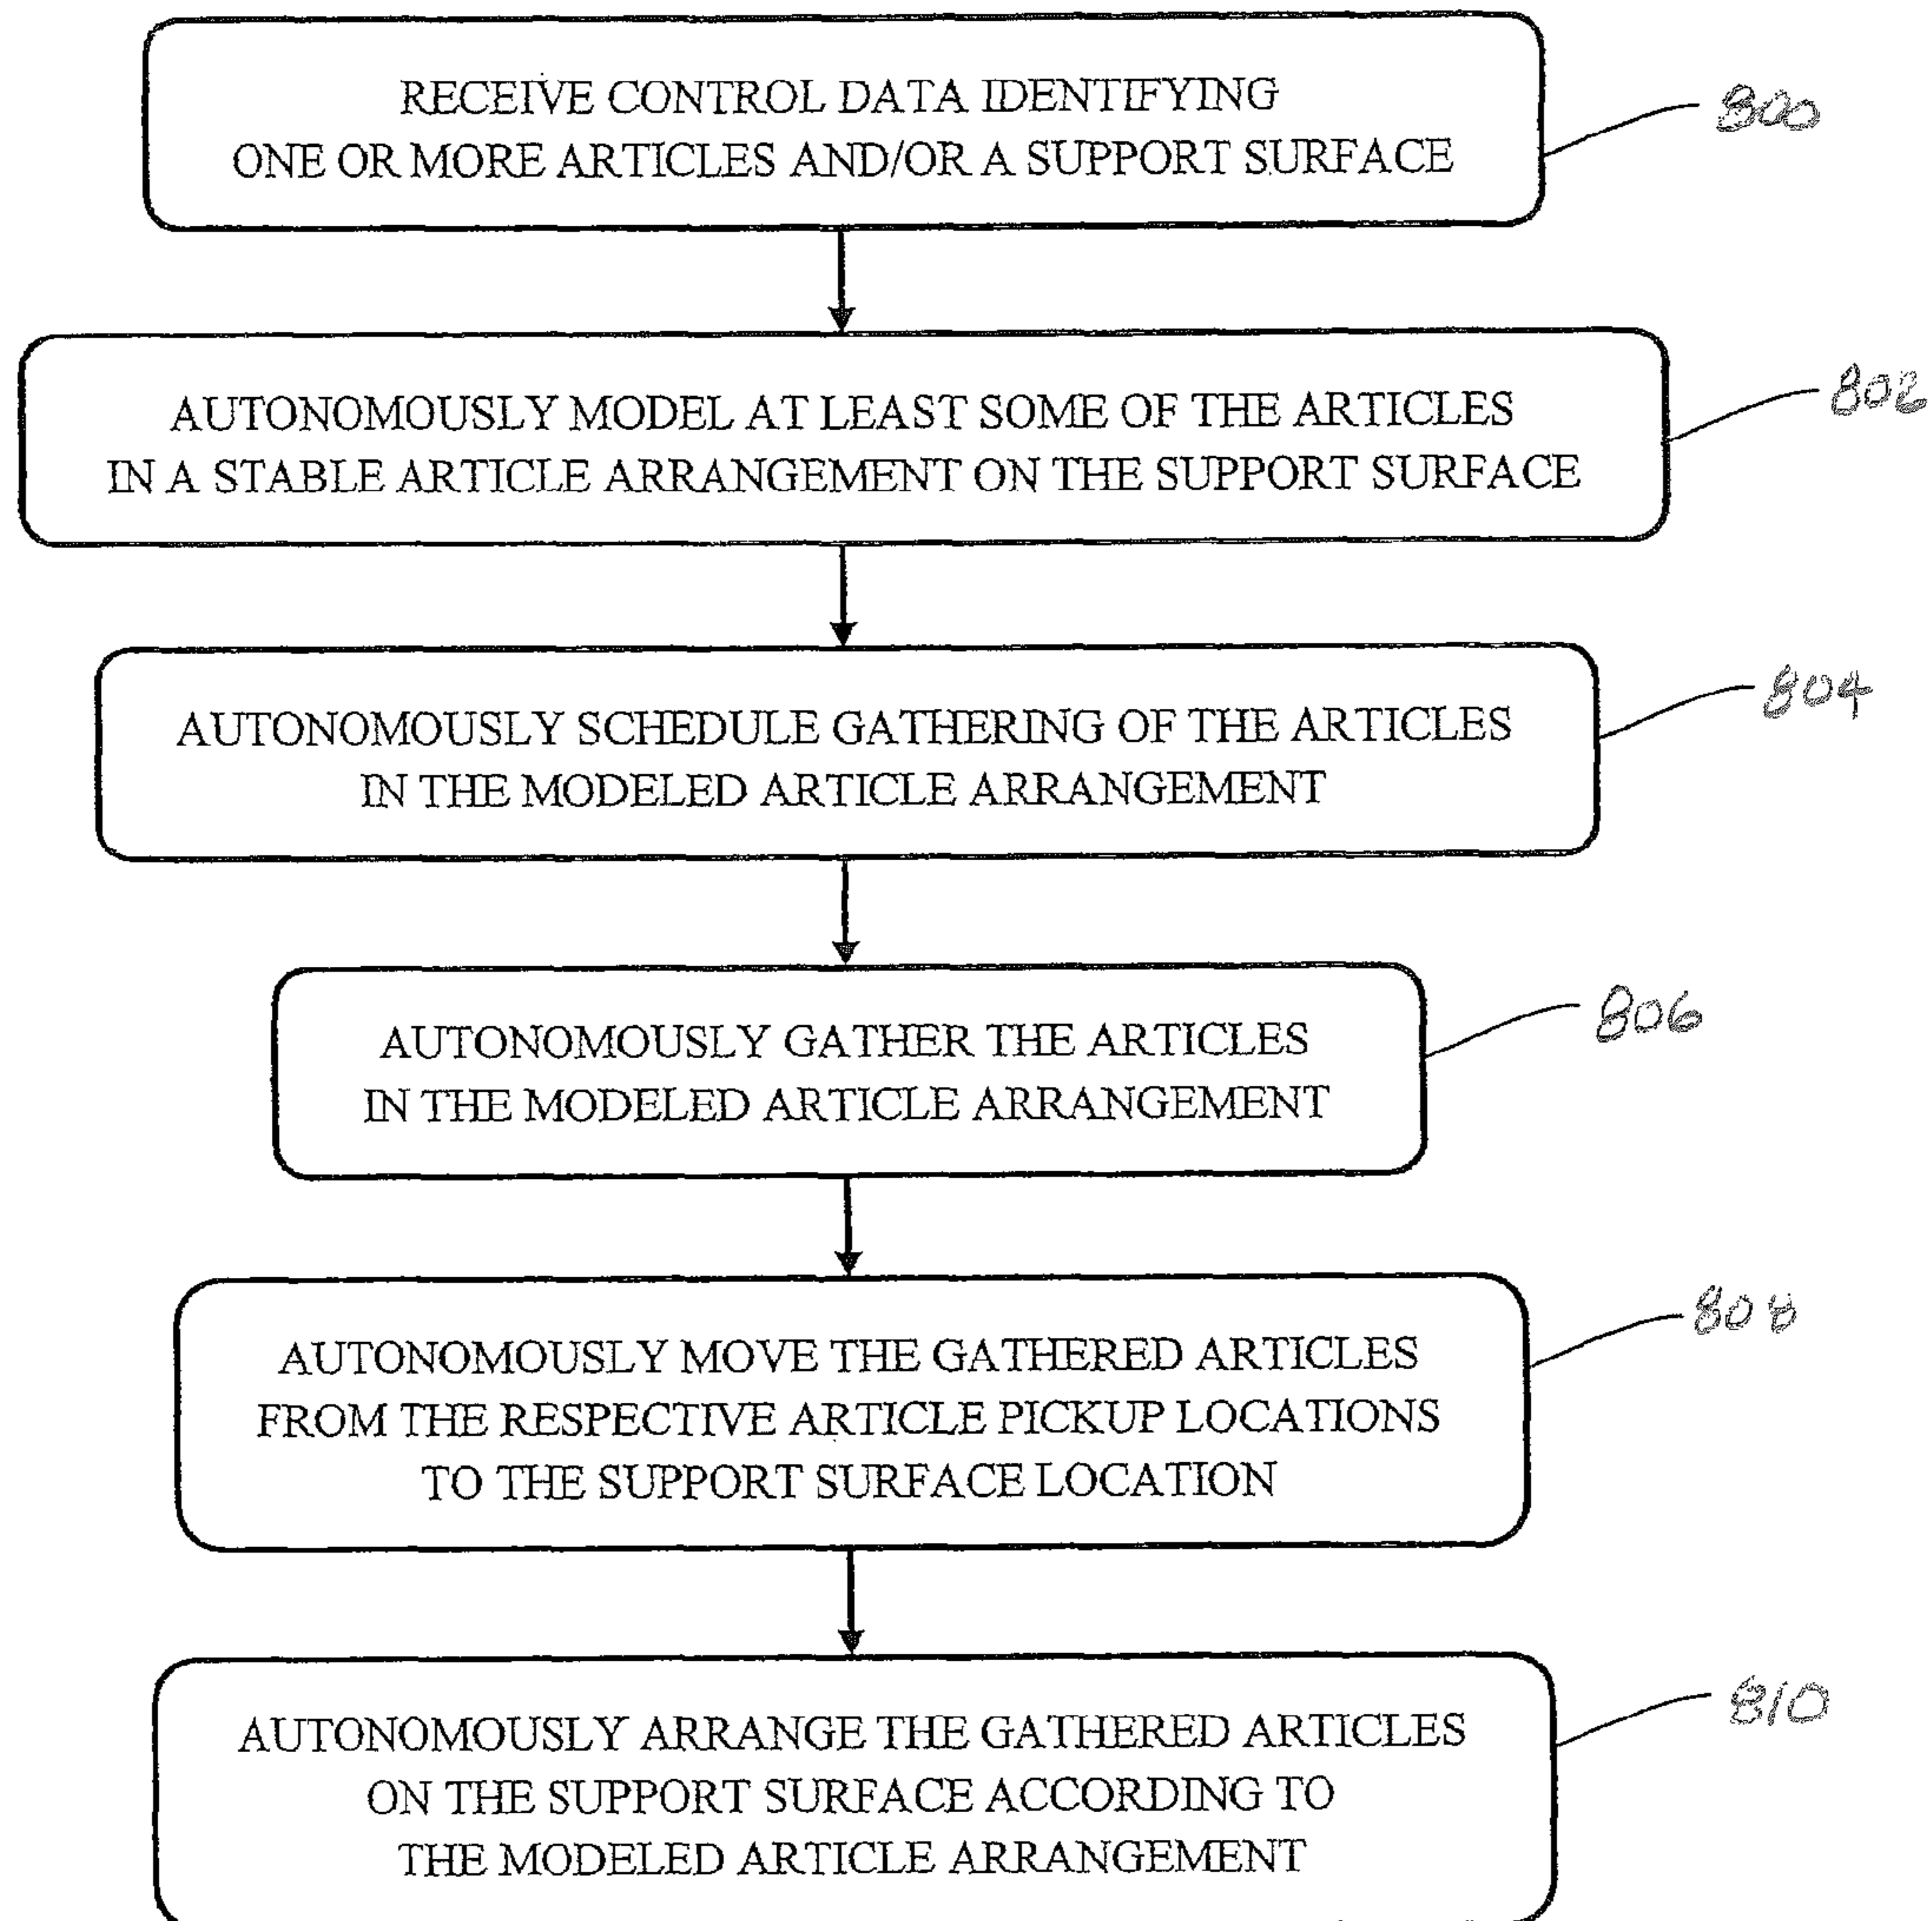 RECEIVE CONTROL DATA IDENTIFYING
ONE OR MORE ARTICLES AND/OR A SUPPORT SURFACE
800
AUTONOMOUSLY MODEL AT LEAST SOME OF THE ARTICLES
IN A STABLE ARTICLE ARRANGEMENT ON THE SUPPORT SURFACE
802
AUTONOMOUSLY SCHEDULE GATHERING OF THE ARTICLES
IN THE MODELED ARTICLE ARRANGEMENT
804
AUTONOMOUSLY GATHER THE ARTICLES
IN THE MODELED ARTICLE ARRANGEMENT
806
AUTONOMOUSLY MOVE THE GATHERED ARTICLES
FROM THE RESPECTIVE ARTICLE PICKUP LOCATIONS
TO THE SUPPORT SURFACE LOCATION
808
AUTONOMOUSLY ARRANGE THE GATHERED ARTICLES
ON THE SUPPORT SURFACE ACCORDING TO
THE MODELED ARTICLE ARRANGEMENT
810